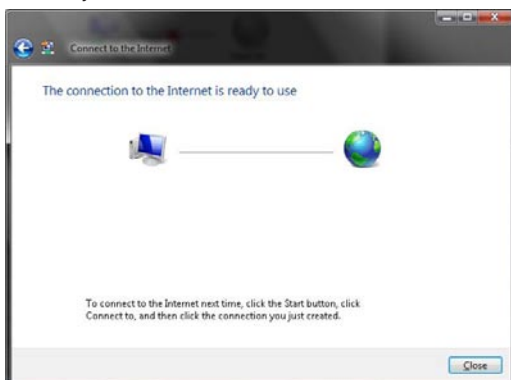 Connect to the Internet
The connection to the Internet is ready to use
To connect to the Internet next time, click the Start button, click
Connect to, and then click the connection you just created.
Close